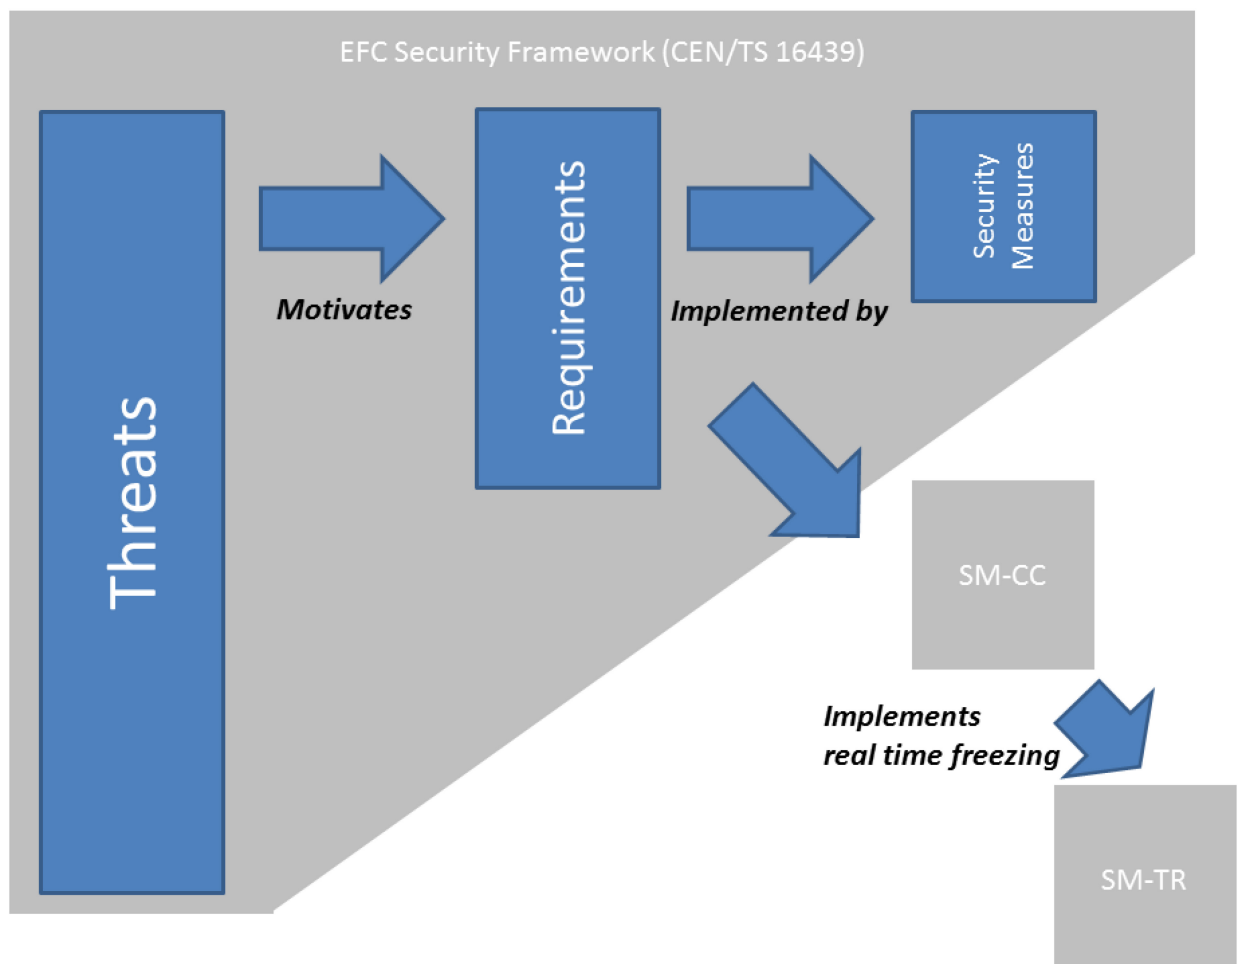 EFC Security Framework (CEN/TS 16439)
Threats
Motivates
Requirements
Implemented by
Security
Measures
SM-CC
Implements
real time freezing
SM-TR